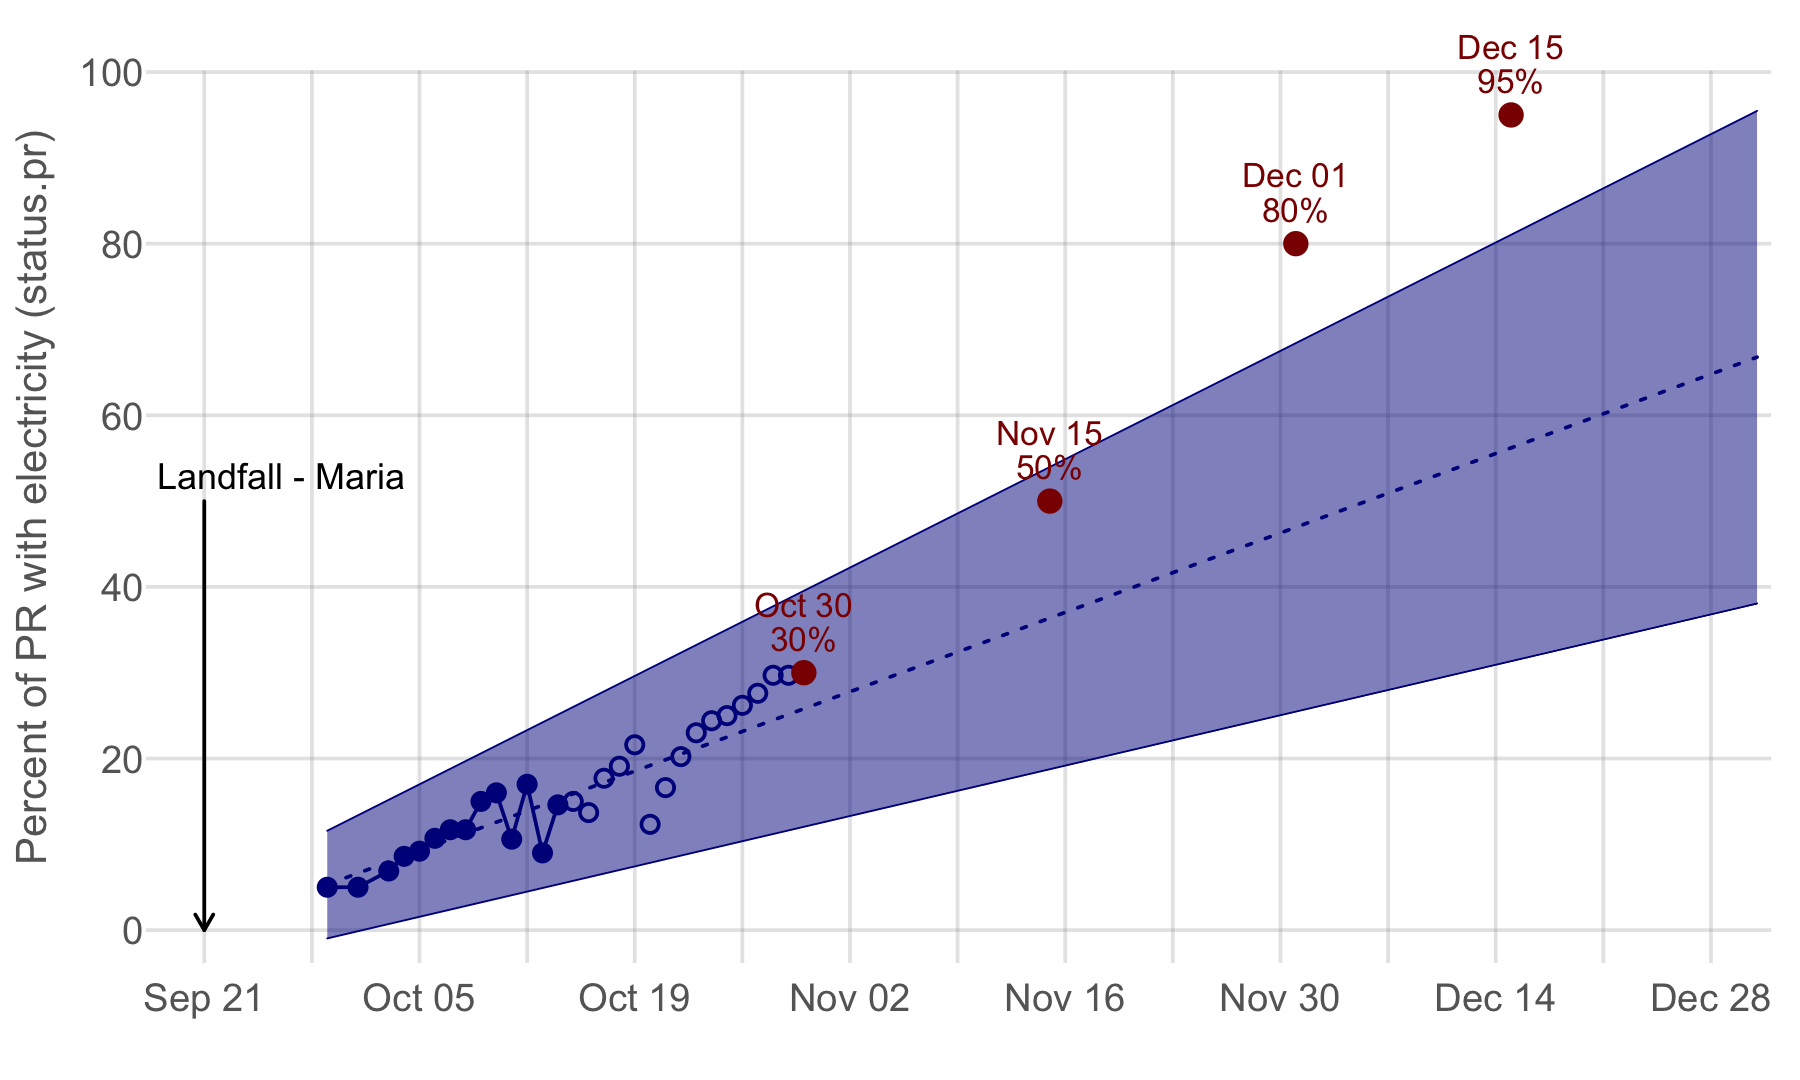 Percent of PR with electricity (status.pr)
100
80
60
40
20
0
Dec 15
95%
Dec 01
80%
Nov 15
50%
Landfall - Maria
Oct 30
30%
Sep 21
Oct 05
Oct 19
Nov 02
Nov 16
Nov 30
Dec 14
Dec 28